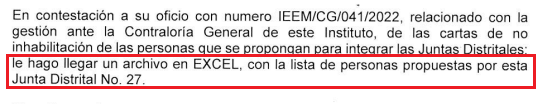 En contestación a su oficio con numero IEEM/CG/041/2022, relacionado con la
gestión ante la Contraloría General de este Instituto, de las cartas de no
inhabilitación de las personas que se propongan para integrar las Juntas Distritales;
le hago llegar un archivo en EXCEL, con la lista de personas propuestas por esta
Junta Distrital No. 27.